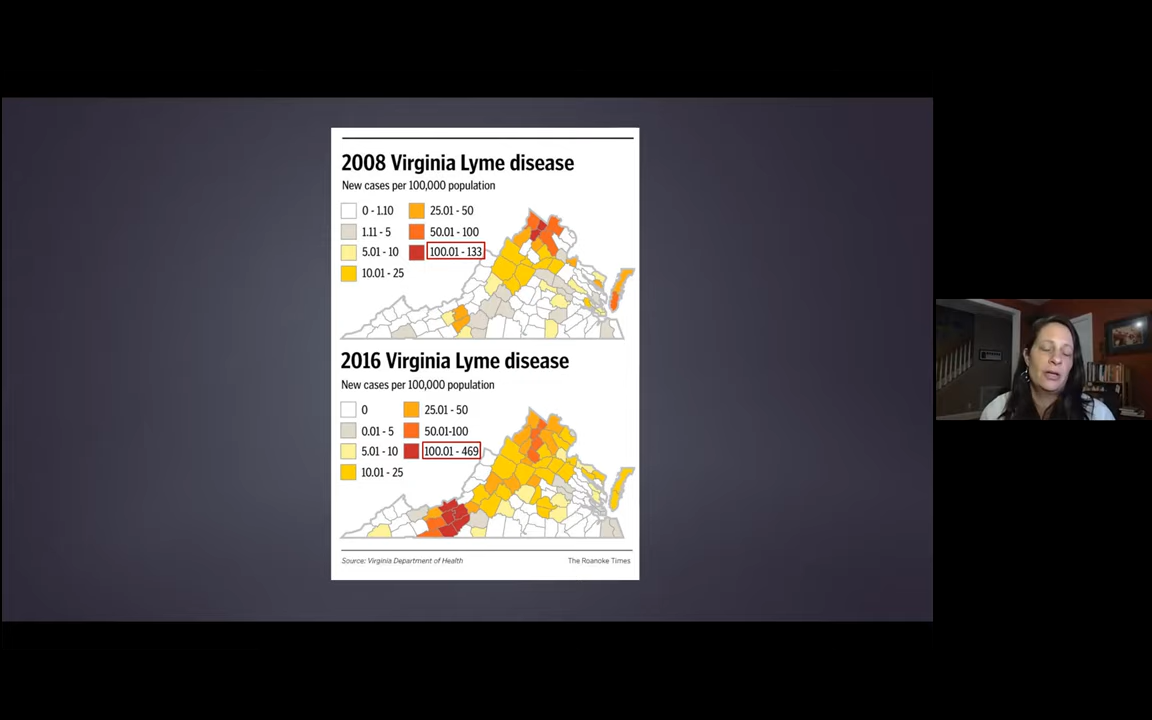 2008 Virginia Lyme disease
New cases per 100,000 population
0 - 1.10
25.01 - 50
1.11 - 5
50.01 - 100
5.01 - 10
100.01 - 133
10.01 - 25
2016 Virginia Lyme disease
New cases per 100,000 population
0
25.01 - 50
0.01 - 5
50.01-100
5.01 - 10
100.01 - 469
10.01 - 25
Source: Virginia Department of Health
The Roanoke Times